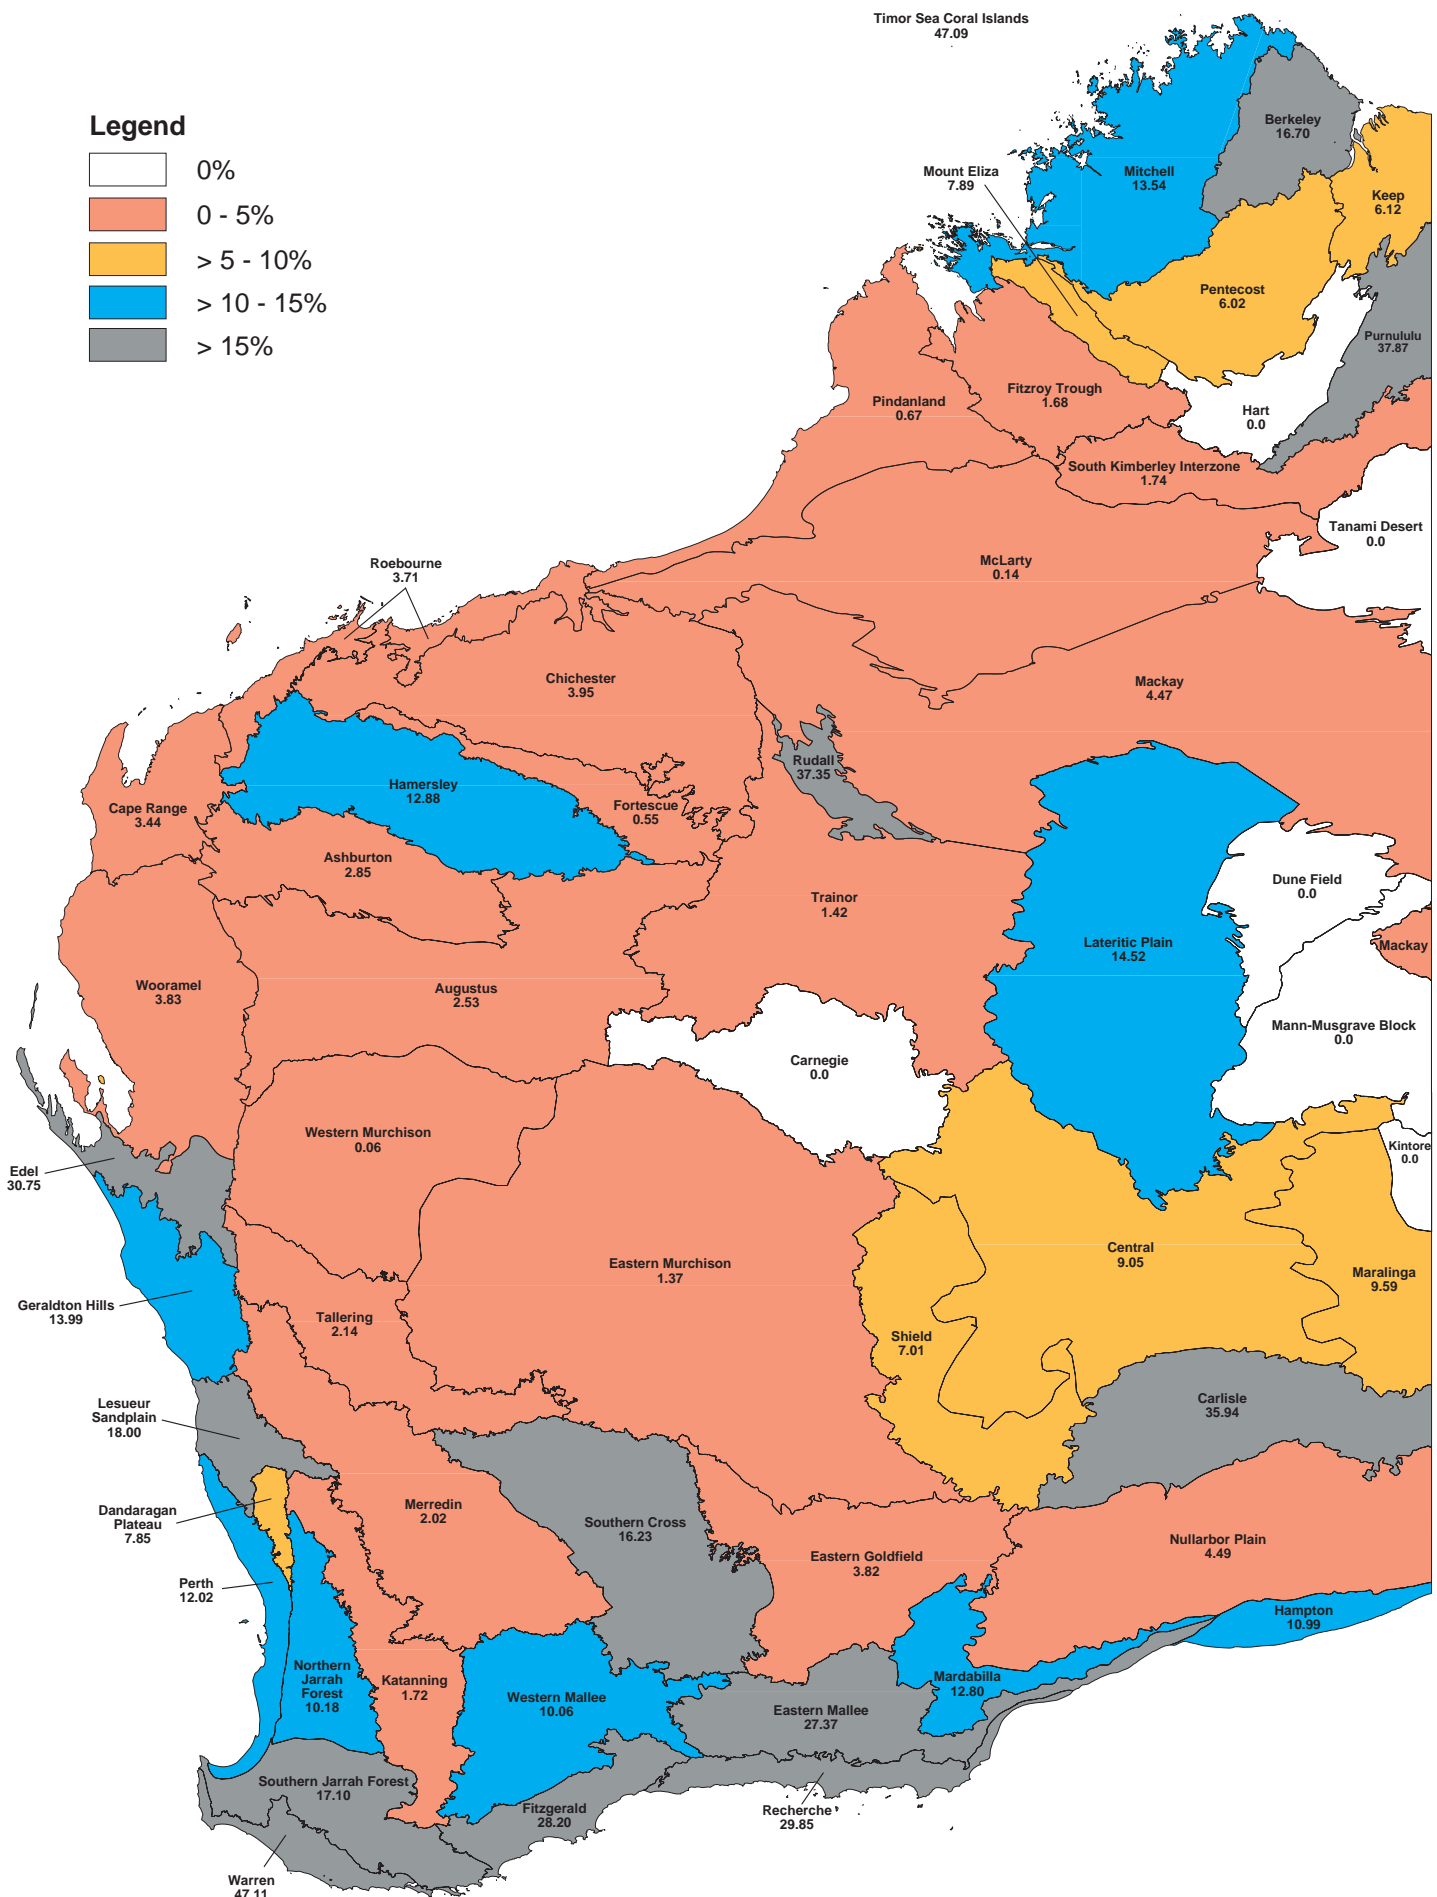 Timor Sea Coral Islands
47.09
Legend
0%
0 - 5%
> 5 - 10%
> 10 - 15%
> 15%
Berkeley
16.70
Mount Eliza
7.89
Mitchell
13.54
Keep
6.12
Pentecost
6.02
Purnululu
37.87
Fitzroy Trough
1.68
Pindanland
0.67
Hart
0.0
South Kimberley Interzone
1.74
Tanami Desert
0.0
McLarty
0.14
Roebourne
3.71
Chichester
3.95
Mackay
4.47
Rudall
37.35
Hamersley
12.88
Fortescue
0.55
Cape Range
3.44
Ashburton
2.85
Dune Field
0.0
Trainor
1.42
Lateritic Plain
14.52
Mackay
Wooramel
3.83
Augustus
2.53
Mann-Musgrave Block
0.0
Carnegie
0.0
Western Murchison
0.06
Kintore
0.0
Edel
30.75
Central
9.05
Eastern Murchison
1.37
Maralinga
9.59
Geraldton Hills
13.99
Tallering
2.14
Shield
7.01
Carlisle
35.94
Lesueur
Sandplain
18.00
Merredin
2.02
Dandaragan
Plateau
7.85
Southern Cross
16.23
Nullarbor Plain
4.49
Eastern Goldfield
3.82
Perth
12.02
Hampton
10.99
Northern
Jarrah
Forest
10.18
Katanning
1.72
Mardabilla
12.80
Western Mallee
10.06
Eastern Mallee
27.37
Southern Jarrah Forest
17.10
Fitzgerald
28.20
Recherche
29.85
Warren
47.11